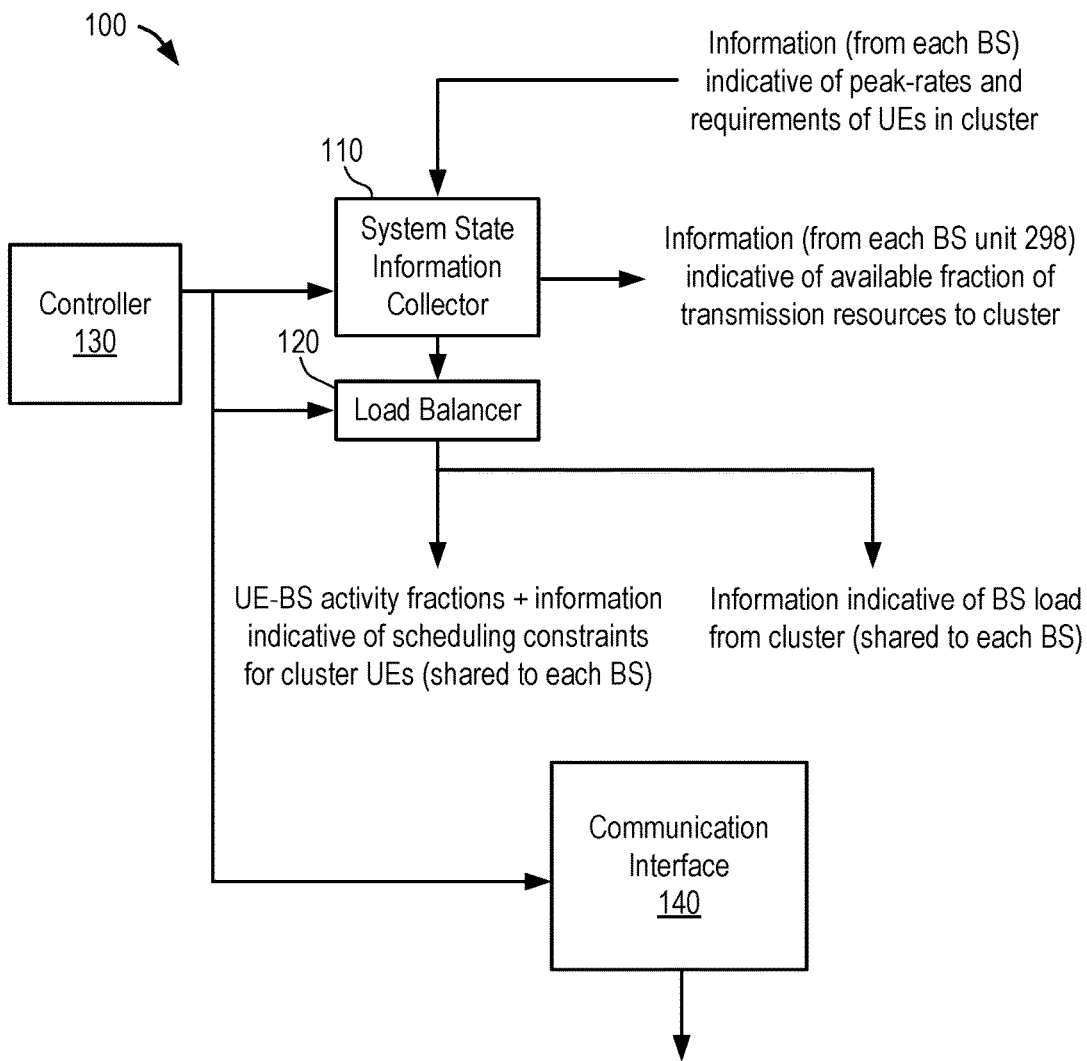 100
Information (from each BS)
indicative of peak-rates and
requirements of UEs in cluster
110
System State
Information
Collector
Information (from each BS unit 298)
indicative of available fraction of
transmission resources to cluster
Controller
130
120
Load Balancer
UE-BS activity fractions + information
indicative of scheduling constraints
for cluster UEs (shared to each BS)
Information indicative of BS load
from cluster (shared to each BS)
Communication
Interface
140